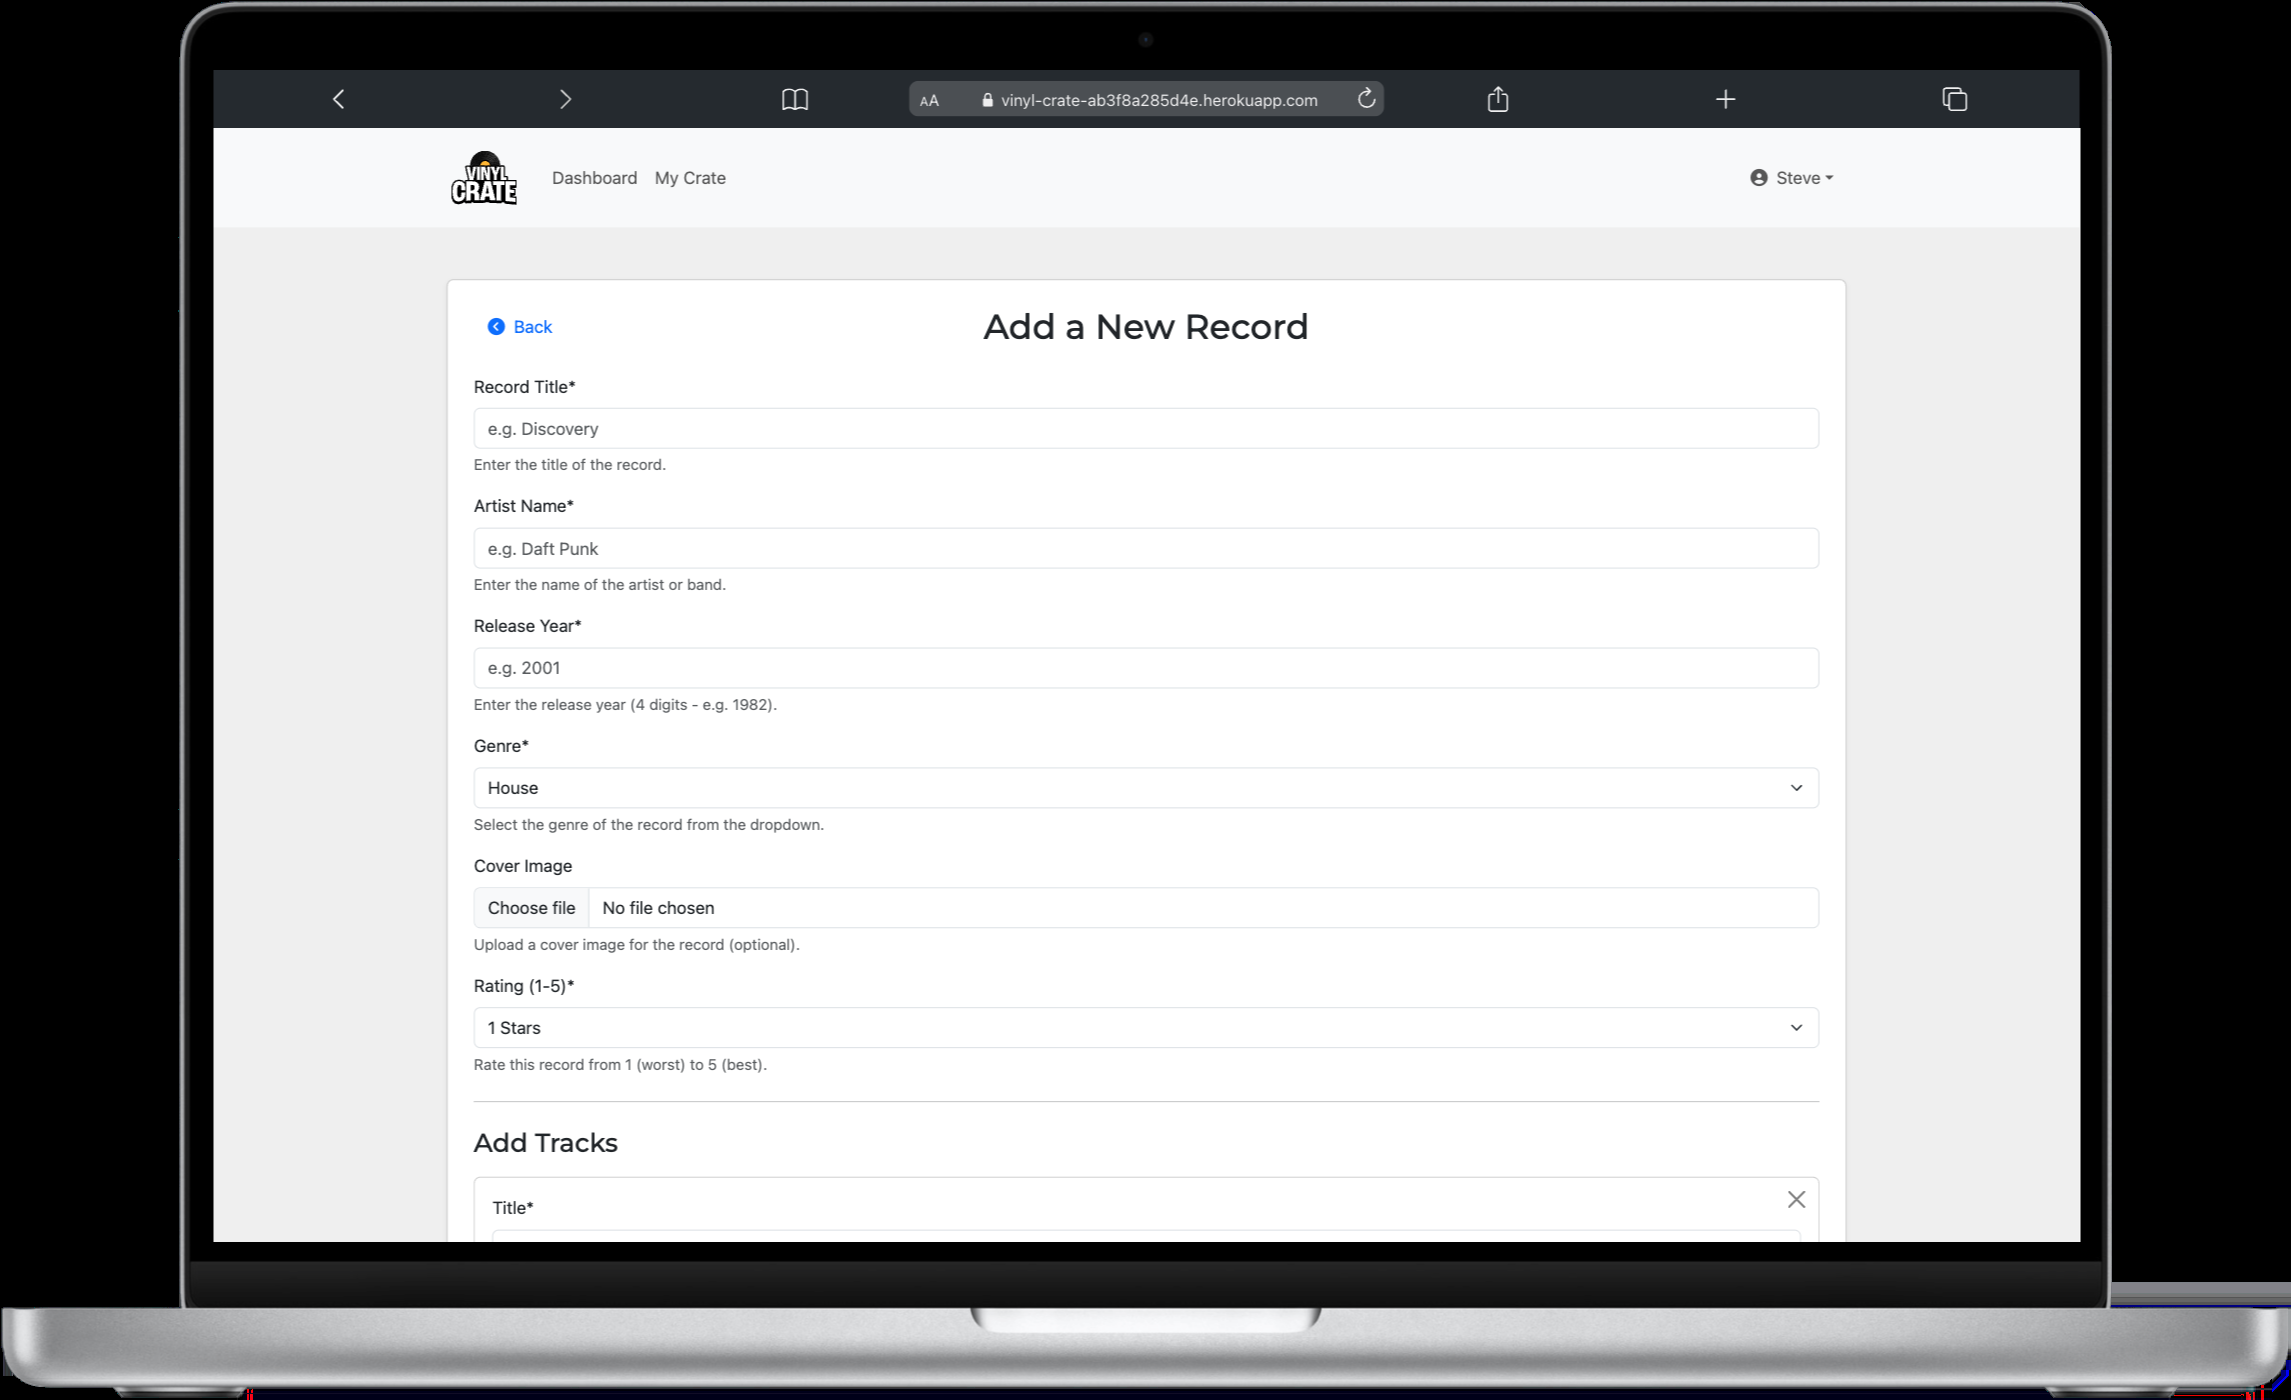 AA vinyl-crate-ab3f8a285d4e.herokuapp.com
VINYL
CRATE
Dashboard My Crate Steve
Back
Add a New Record
Record Title*
e.g. Discovery
Enter the title of the record.
Artist Name*
e.g. Daft Punk
Enter the name of the artist or band.
Release Year*
e.g. 2001
Enter the release year (4 digits - e.g. 1982).
Genre*
House
Select the genre of the record from the dropdown.
Cover Image
Choose file No file chosen
Upload a cover image for the record (optional).
Rating (1-5)*
1 Stars
Rate this record from 1 (worst) to 5 (best).
Add Tracks
Title*